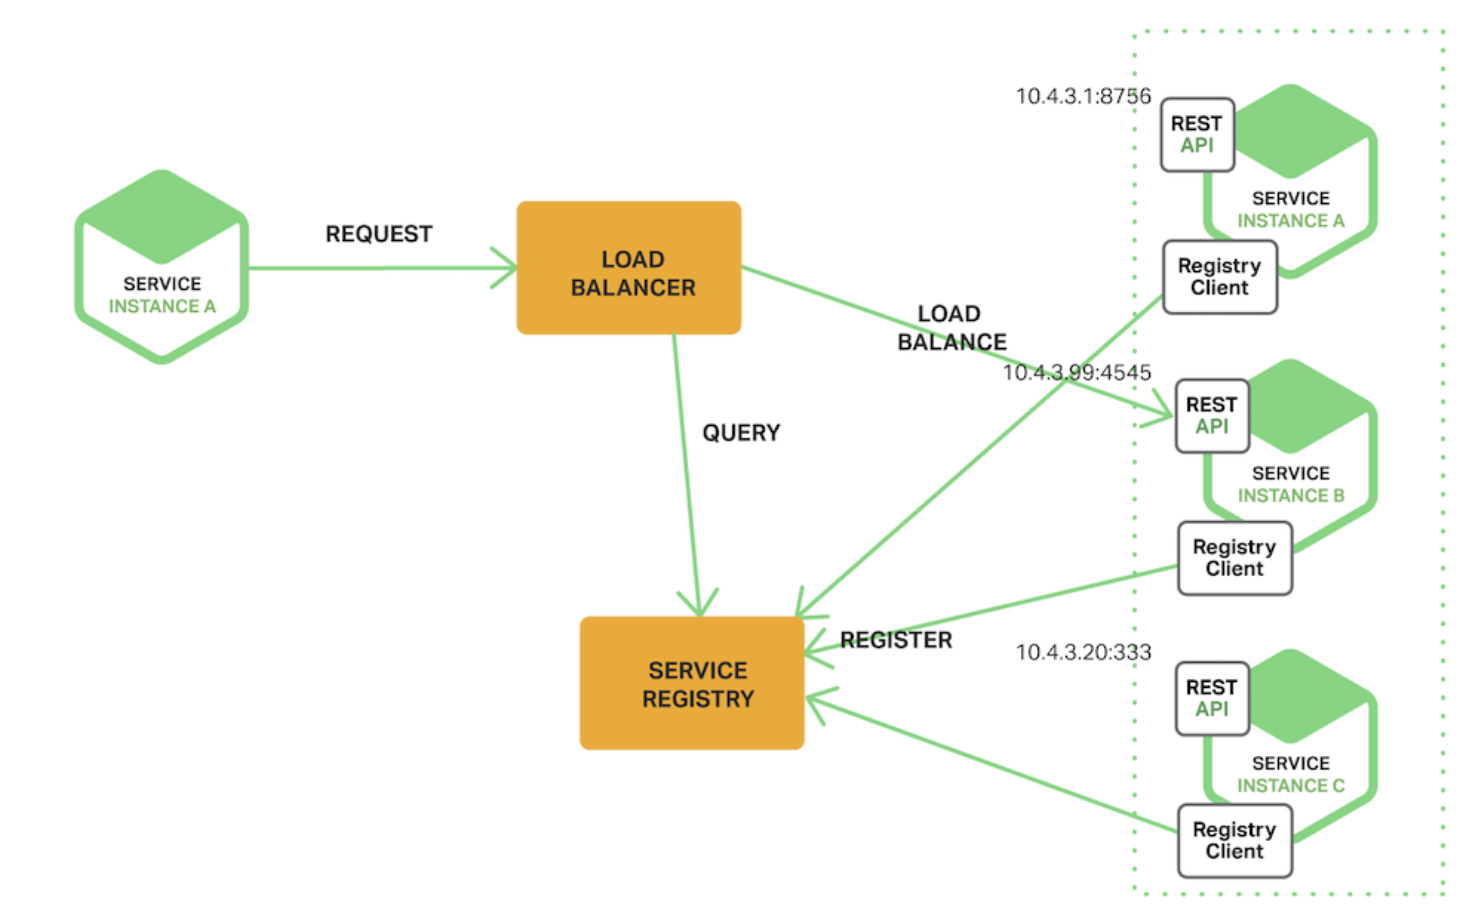 SERVICE
INSTANCE A
REQUEST
LOAD
BALANCER
QUERY
LOAD
BALANCE
SERVICE
REGISTRY
REGISTER
10.4.3.1:8756
REST
API
SERVICE
INSTANCE A
Registry
Client
10.4.3.99:4545
REST
API
SERVICE
INSTANCE B
Registry
Client
10.4.3.20:333
REST
API
SERVICE
INSTANCE C
Registry
Client